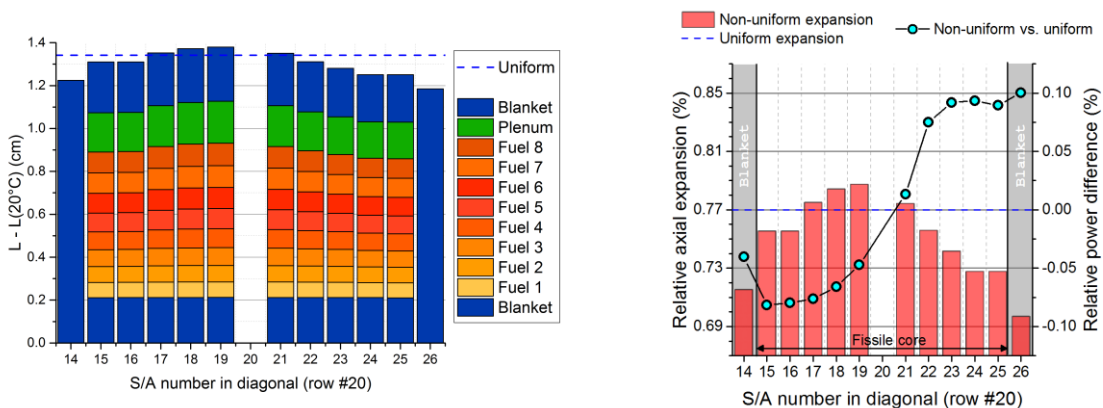 1.4
1.2
1.0
0.8
0.6
0.4
0.2
0.0
L - L(20°C) (cm)
14 15 16 17 18 19 20 21 22 23 24 25 26
S/A number in diagonal (row #20)
Uniform
Blanket
Plenum
Fuel 8
Fuel 7
Fuel 6
Fuel 5
Fuel 4
Fuel 3
Fuel 2
Fuel 1
Blanket
Non-uniform expansion
Uniform expansion
Non-uniform vs. uniform
0.85
0.81
0.77
0.73
0.69
Relative axial expansion (%)
Blanket
Blanket
Fissile core
0.10
0.05
0.00
-0.05
-0.10
Relative power difference (%)
14 15 16 17 18 19 20 21 22 23 24 25 26
S/A number in diagonal (row #20)